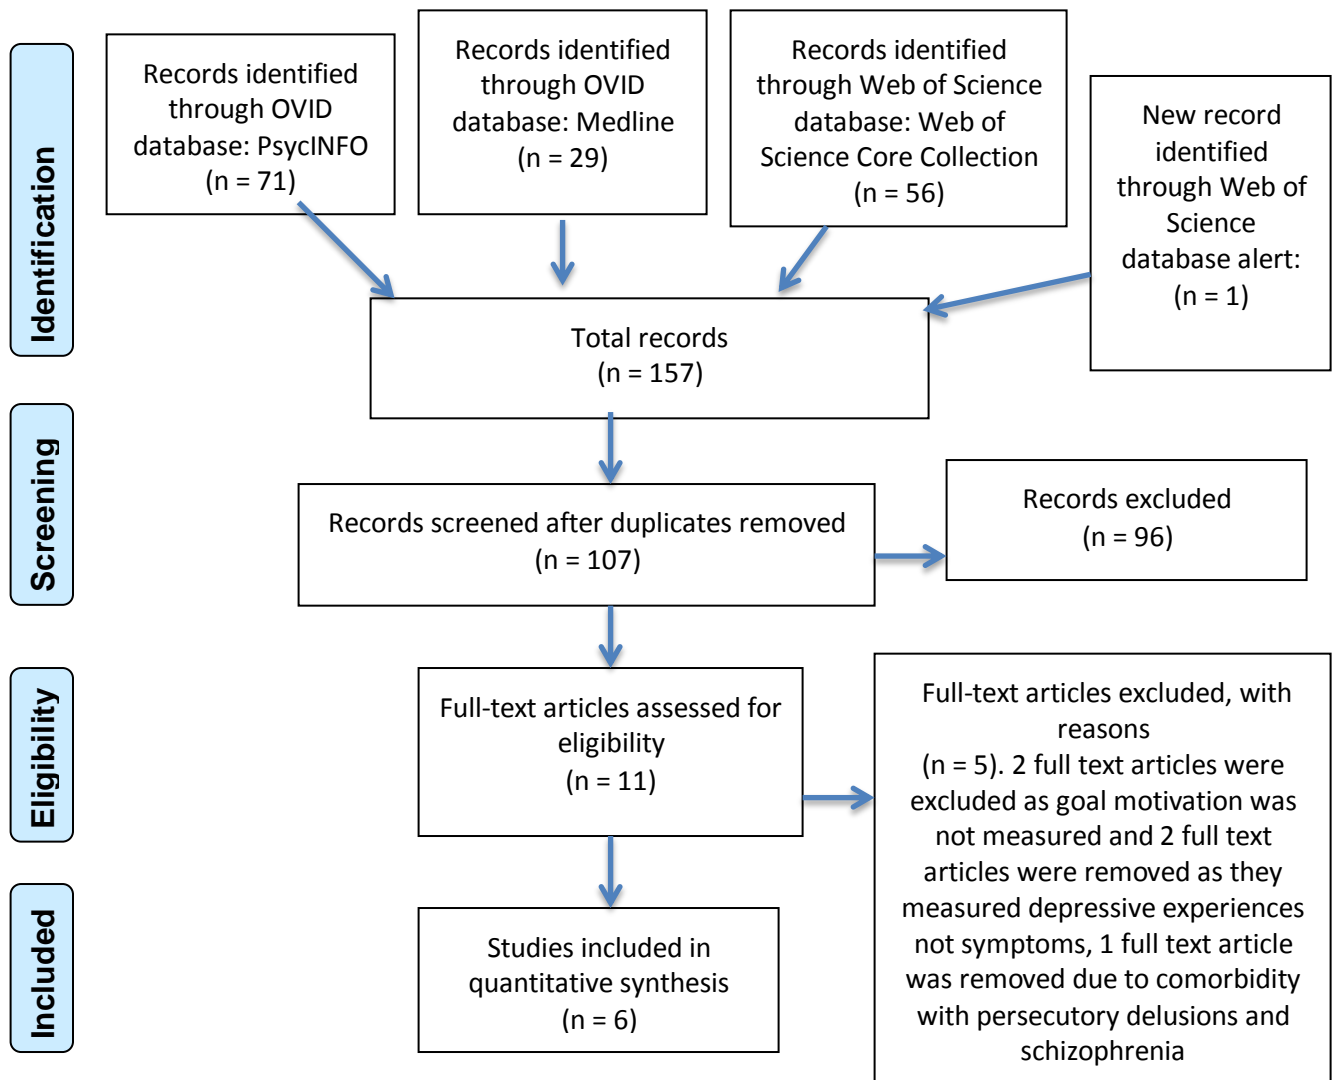 Identification
Records identified
through OVID
database: PsycINFO
(n = 71)
Records identified
through OVID
database: Medline
(n = 29)
Records identified
through Web of Science
database: Web of
Science Core Collection
(n = 56)
New record
identified
through Web of
Science
database alert:
(n = 1)
Total records
(n = 157)
Screening
Records screened after duplicates removed
(n = 107)
Records excluded
(n = 96)
Eligibility
Full-text articles assessed for
eligibility
(n = 11)
Full-text articles excluded, with
reasons
(n = 5). 2 full text articles were
excluded as goal motivation was
not measured and 2 full text
articles were removed as they
measured depressive experiences
not symptoms, 1 full text article
was removed due to comorbidity
with persecutory delusions and
schizophrenia
Included
Studies included in
quantitative synthesis
(n = 6)